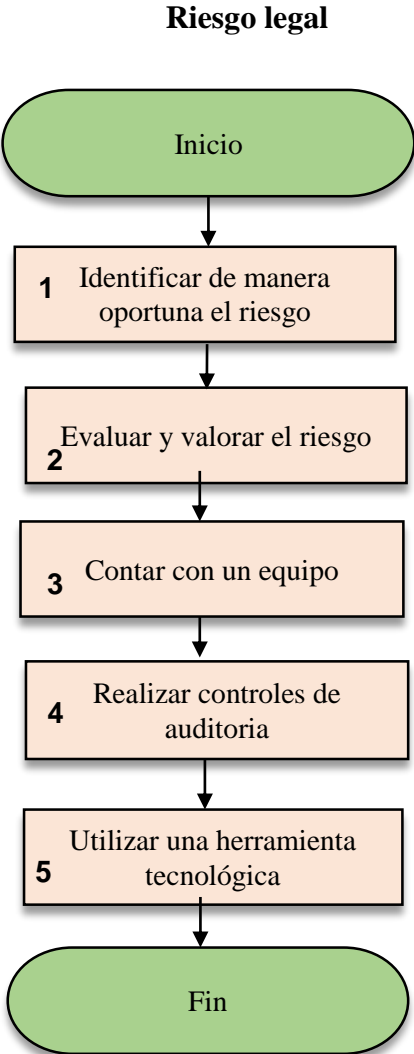 Riesgo legal
Inicio
1 Identificar de manera
oportuna el riesgo
Evaluar y valorar el riesgo
2
3 Contar con un equipo
4 Realizar controles de
auditoria
Utilizar una herramienta
5 tecnológica
Fin